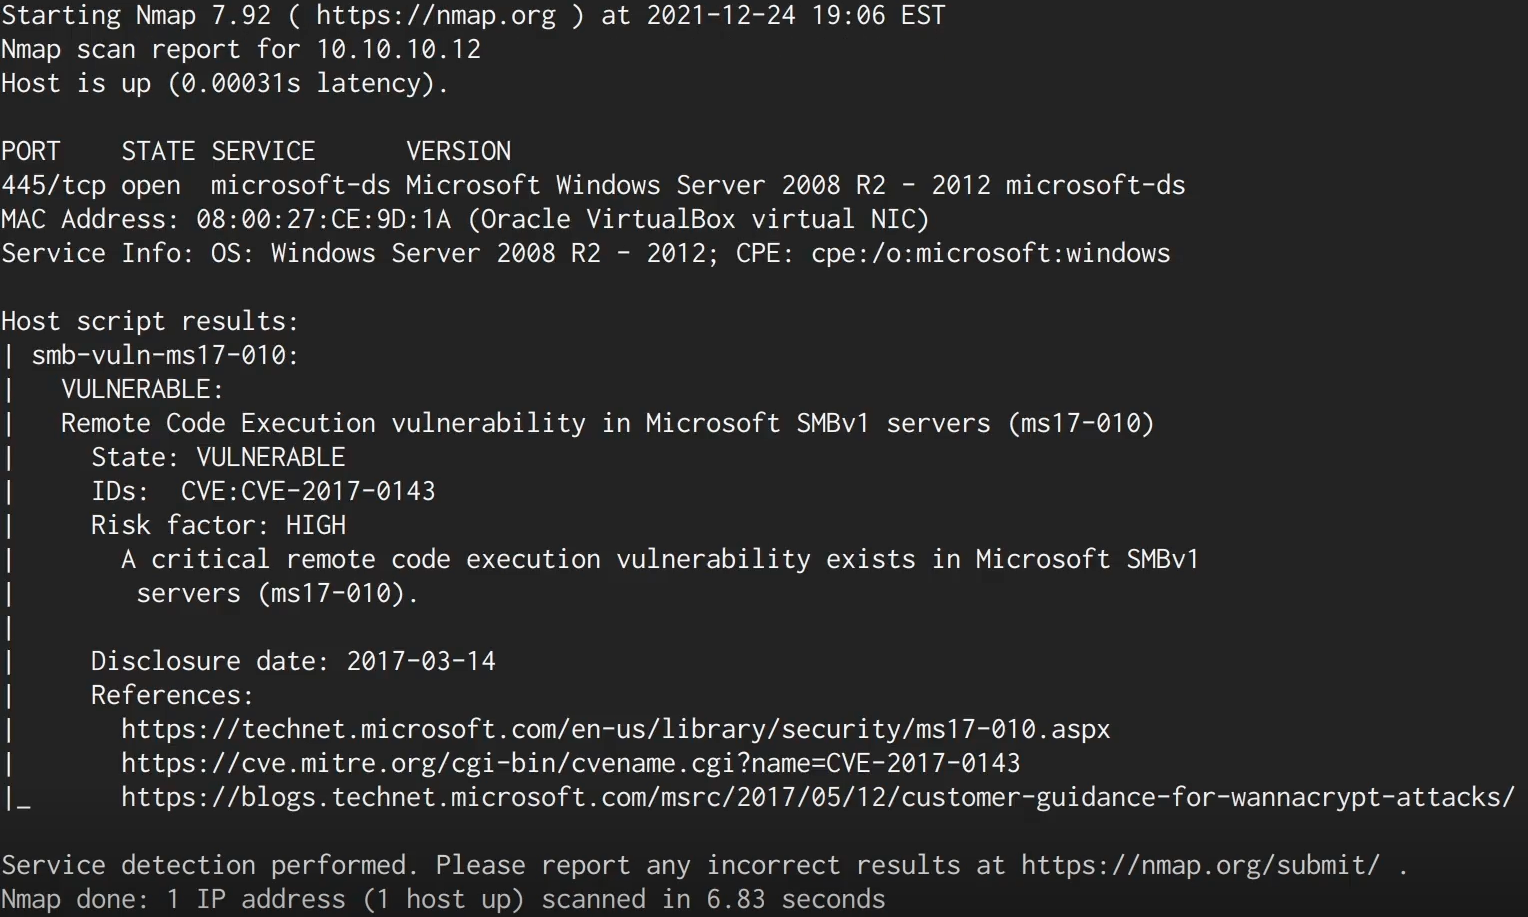 Starting Nmap 7.92 ( https://nmap.org ) at 2021-12-24 19:06 EST
Nmap scan report for 10.10.10.12
Host is up (0.00031s latency).

PORT    STATE SERVICE      VERSION
445/tcp open  microsoft-ds Microsoft Windows Server 2008 R2 - 2012 microsoft-ds
MAC Address: 08:00:27:CE:9D:1A (Oracle VirtualBox virtual NIC)
Service Info: OS: Windows Server 2008 R2 - 2012; CPE: cpe:/o:microsoft:windows

Host script results:
| smb-vuln-ms17-010:
|   VULNERABLE:
|   Remote Code Execution vulnerability in Microsoft SMBv1 servers (ms17-010)
|     State: VULNERABLE
|     IDs:  CVE:CVE-2017-0143
|     Risk factor: HIGH
|       A critical remote code execution vulnerability exists in Microsoft SMBv1
|        servers (ms17-010).
|
|     Disclosure date: 2017-03-14
|     References:
|       https://technet.microsoft.com/en-us/library/security/ms17-010.aspx
|       https://cve.mitre.org/cgi-bin/cvename.cgi?name=CVE-2017-0143
|_      https://blogs.technet.microsoft.com/msrc/2017/05/12/customer-guidance-for-wannacrypt-attacks/

Service detection performed. Please report any incorrect results at https://nmap.org/submit/ .
Nmap done: 1 IP address (1 host up) scanned in 6.83 seconds